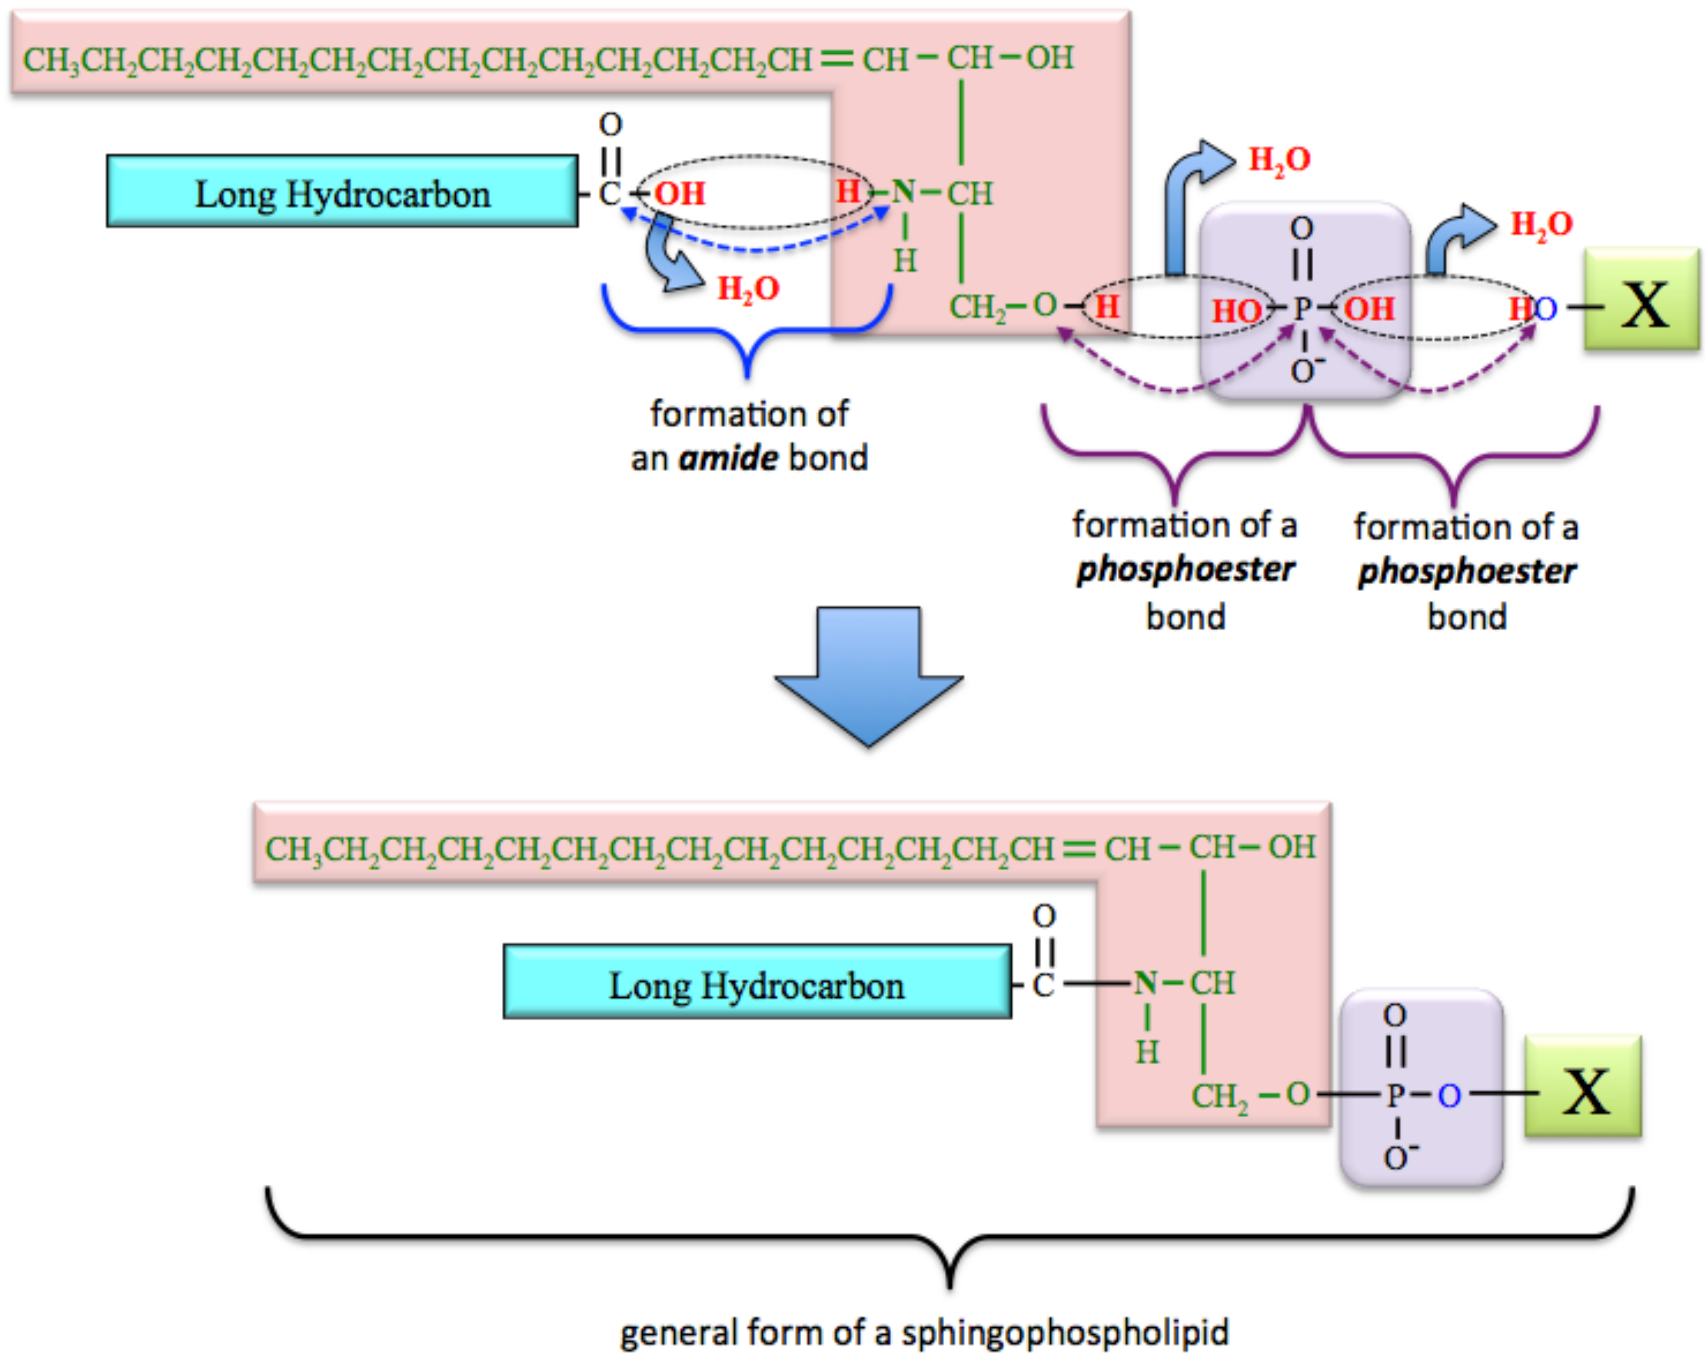 CH₃CH₂CH₂CH₂CH₂CH₂CH₂CH₂CH₂CH₂CH₂CH₂CH₂CH=CH-CH-OH
O
Long Hydrocarbon
C-OH
H-N-CH
H
H₂O
CH₂-O-H
H₂O
O
HO-P-OH
O⁻
H₂O
HO-X
formation of
an amide bond
formation of a
phosphoester
bond
formation of a
phosphoester
bond
CH₃CH₂CH₂CH₂CH₂CH₂CH₂CH₂CH₂CH₂CH₂CH₂CH₂CH=CH-CH-OH
O
Long Hydrocarbon
C-N-CH
H
O
CH₂-O-P-O-X
O⁻
general form of a sphingophospholipid